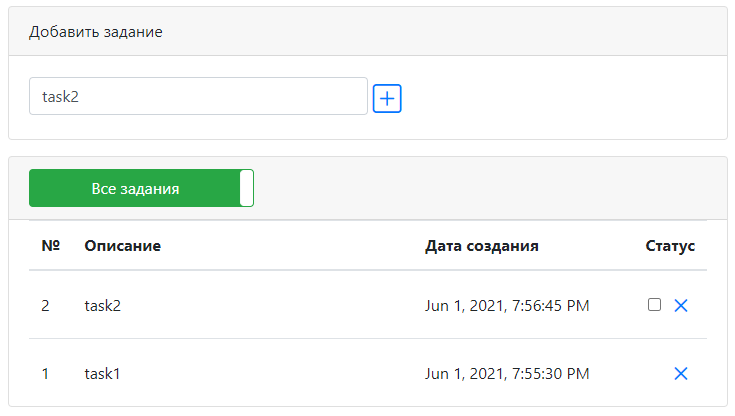 Добавить задание
task2
Все задания
№ Описание Дата создания Статус
2 task2 Jun 1, 2021, 7:56:45 PM
1 task1 Jun 1, 2021, 7:55:30 PM